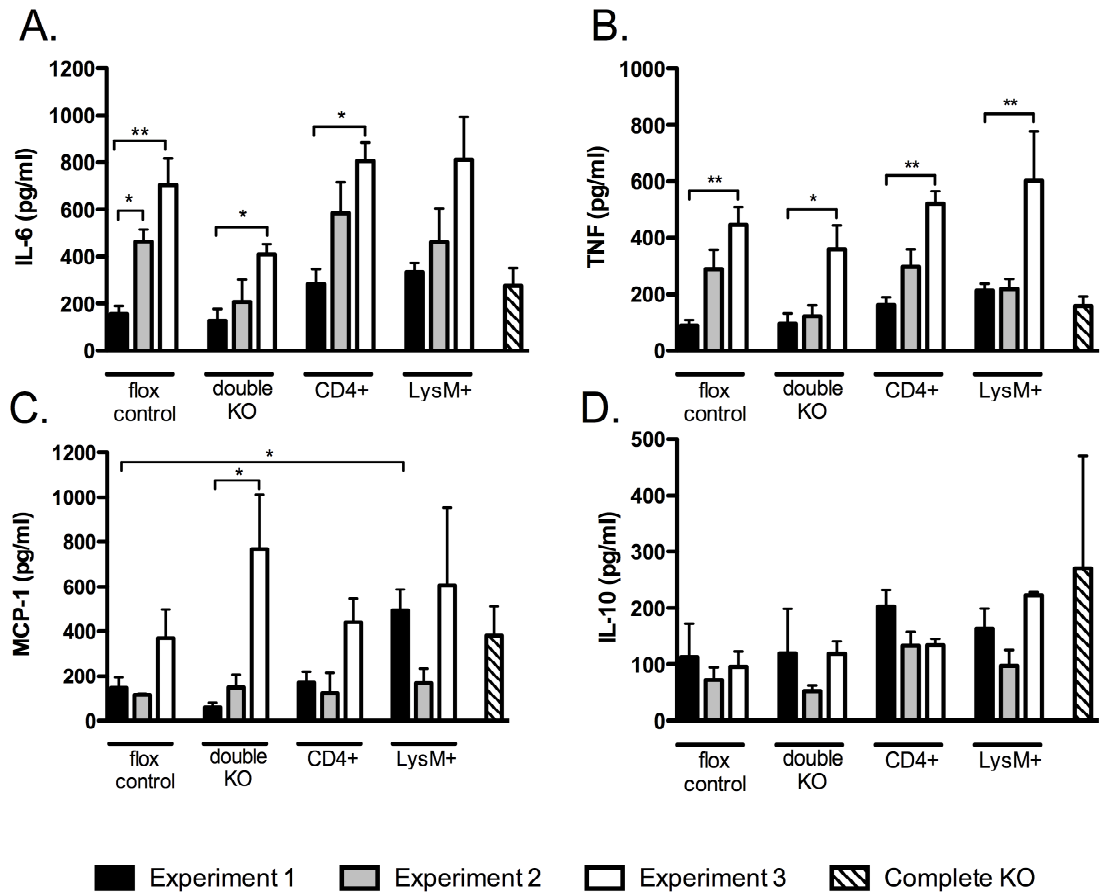 A.
IL-6 (pg/ml)
1200
1000
800
600
400
200
0
**
*
*
*
flox control
double KO
CD4+
LysM+
B.
TNF (pg/ml)
1000
800
600
400
200
0
**
*
**
**
flox control
double KO
CD4+
LysM+
C.
MCP-1 (pg/ml)
1200
1000
800
600
400
200
0
*
*
flox control
double KO
CD4+
LysM+
D.
IL-10 (pg/ml)
500
400
300
200
100
0
flox control
double KO
CD4+
LysM+
Experiment 1
Experiment 2
Experiment 3
Complete KO